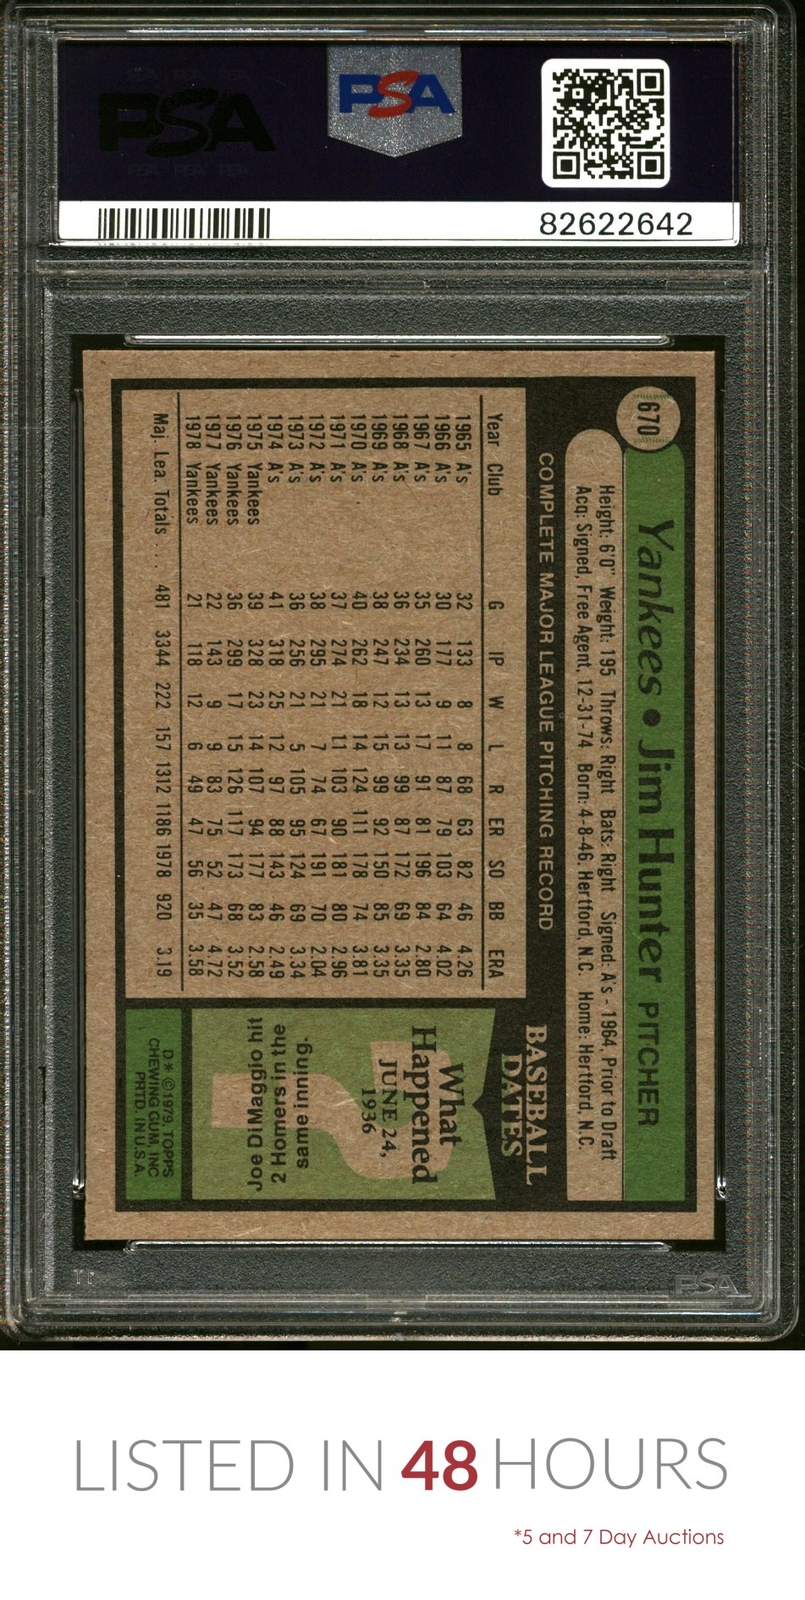 PSA
PSA
82622642
670
Yankees • Jim Hunter PITCHER
Height: 6'0" Weight: 195 Throws: Right Bats: Right Signed: A's - 1964, Prior to Draft
Acq: Signed, Free Agent, 12-31-74 Born: 4-8-46, Hertford, N.C. Home: Hertford, N.C.
COMPLETE MAJOR LEAGUE PITCHING RECORD
Year Club G IP W L R ER SO BB ERA
1965 A's 32 133 8 8 68 63 82 46 4.26
1966 A's 30 177 9 11 87 79 103 64 4.02
1967 A's 35 260 13 17 91 81 196 84 2.80
1968 A's 36 234 13 13 99 87 172 69 3.35
1969 A's 38 247 12 15 99 92 150 85 3.35
1970 A's 40 262 18 14 124 111 178 74 3.81
1971 A's 37 274 21 11 103 90 181 80 2.96
1972 A's 38 295 21 7 74 67 191 70 2.04
1973 A's 36 256 21 5 105 95 124 69 3.34
1974 A's 41 318 25 12 97 88 143 46 2.49
1975 Yankees 39 328 23 14 107 94 177 83 2.58
1976 Yankees 36 299 17 15 126 117 173 68 3.52
1977 Yankees 22 143 9 9 83 75 52 47 4.72
1978 Yankees 21 118 12 6 49 47 56 35 3.58
Maj. Lea. Totals .... 481 3344 222 157 1312 1186 1978 920 3.19
BASEBALL
DATES
What
Happened
JUNE 24,
1936
?
Joe DiMaggio hit
2 Homers in the
same inning.
D* ©1979, TOPPS
CHEWING GUM, INC
PRTD. IN U.S.A.
PSA
LISTED IN 48 HOURS
*5 and 7 Day Auctions